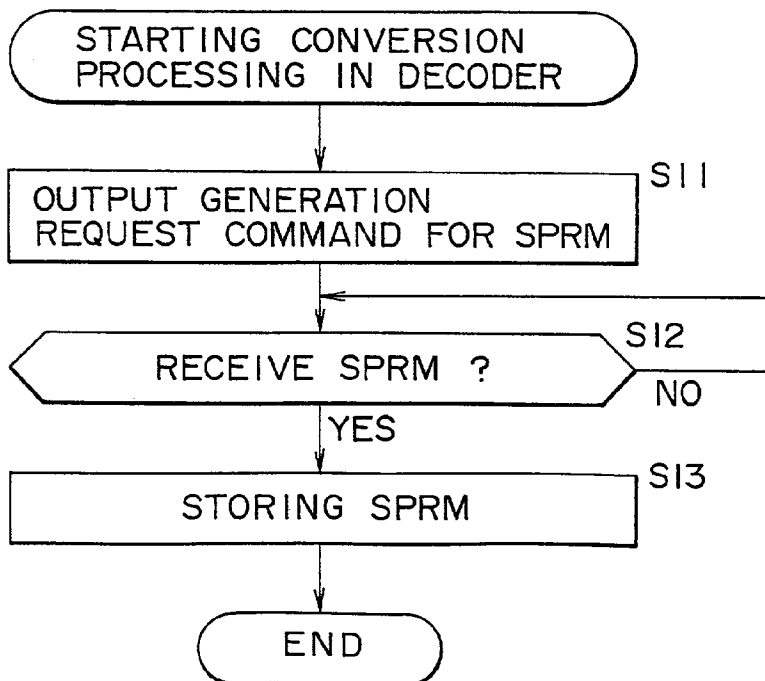 STARTING CONVERSION
PROCESSING IN DECODER
S11
OUTPUT GENERATION
REQUEST COMMAND FOR SPRM
S12
RECEIVE SPRM ?
NO
YES
S13
STORING SPRM
END